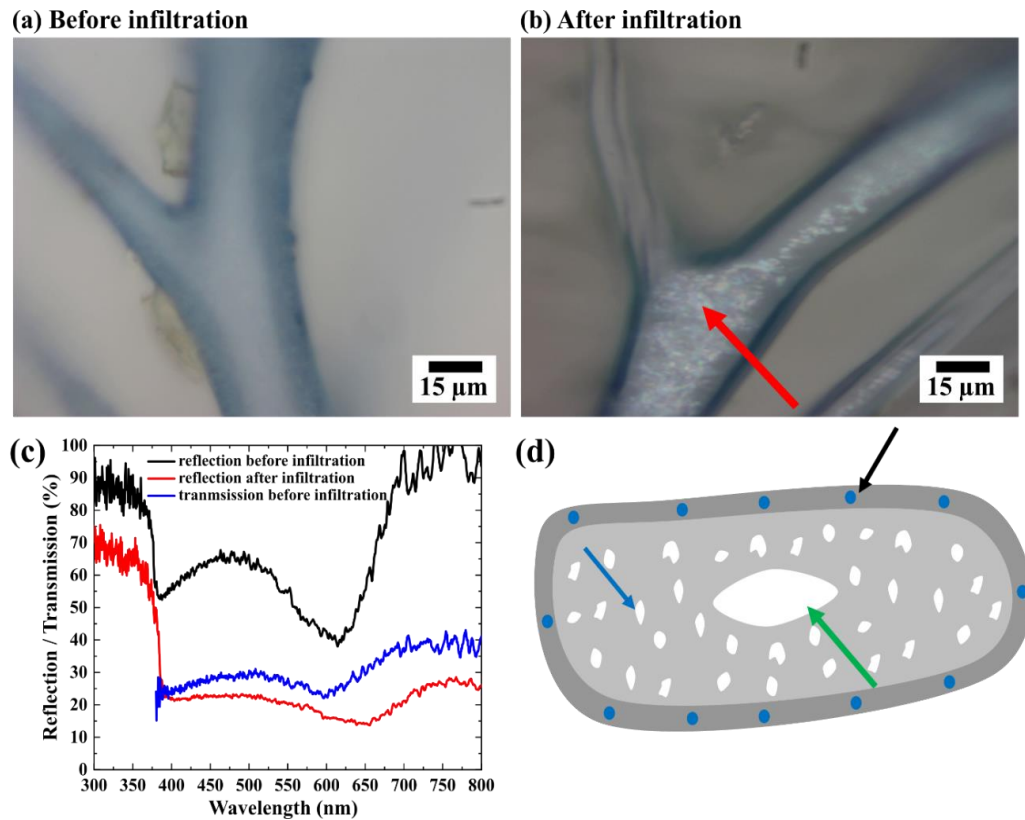 (a) Before infiltration
(b) After infiltration
15 µm
15 µm
(c)
100
90
80
70
60
50
40
30
20
10
0
Reflection / Transmission (%)
reflection before infiltration
reflection after infiltration
tranmsission before infiltration
300 350 400 450 500 550 600 650 700 750 800
Wavelength (nm)
(d)